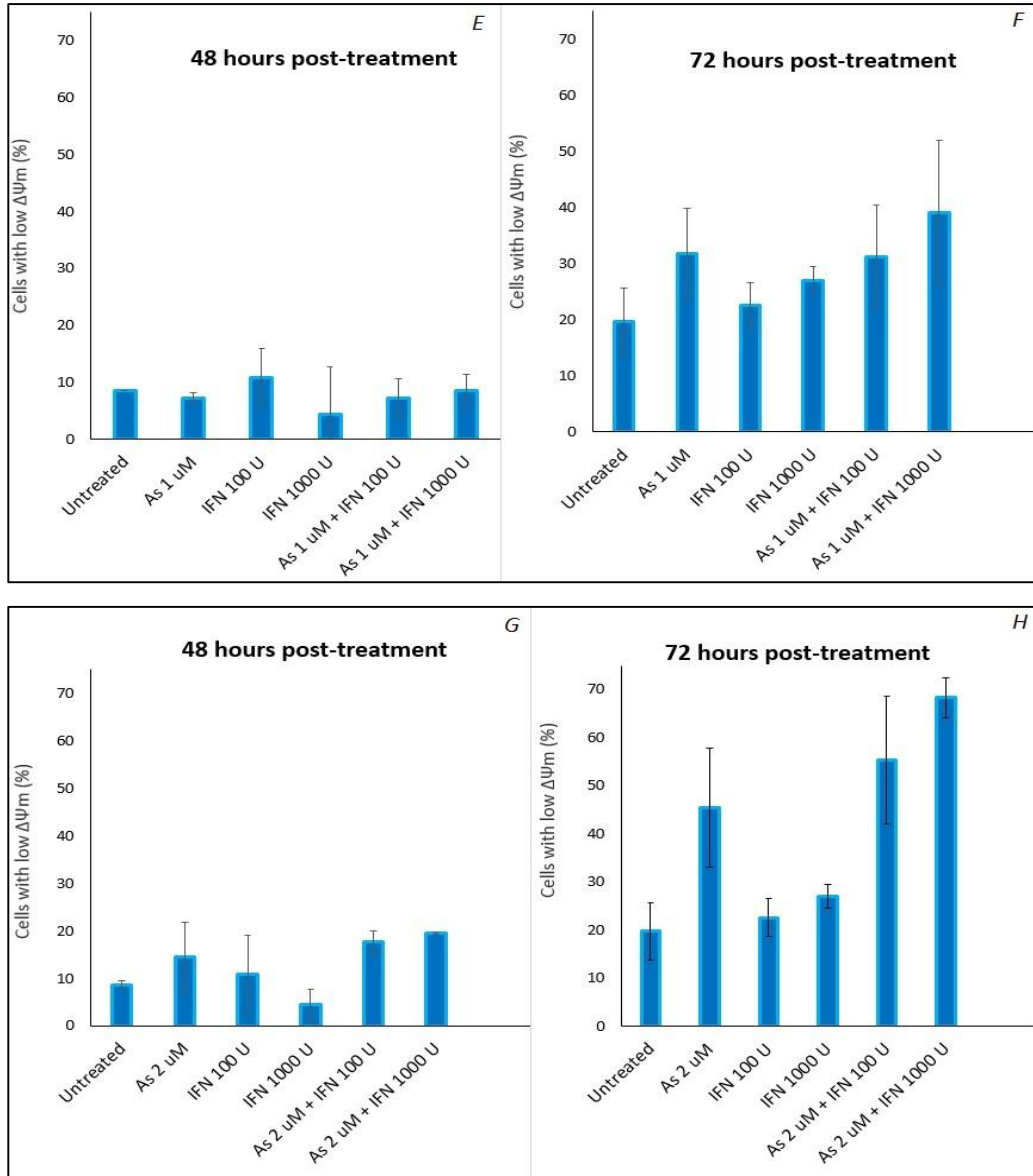 E
48 hours post-treatment
Cells with low ΔΨm (%)
70
60
50
40
30
20
10
0
Untreated
As 1 uM
IFN 100 U
IFN 1000 U
As 1 uM + IFN 100 U
As 1 uM + IFN 1000 U
F
72 hours post-treatment
Cells with low ΔΨm (%)
70
60
50
40
30
20
10
0
Untreated
As 1 uM
IFN 100 U
IFN 1000 U
As 1 uM + IFN 100 U
As 1 uM + IFN 1000 U
G
48 hours post-treatment
Cells with low ΔΨm (%)
70
60
50
40
30
20
10
0
Untreated
As 2 uM
IFN 100 U
IFN 1000 U
As 2 uM + IFN 100 U
As 2 uM + IFN 1000 U
H
72 hours post-treatment
Cells with low ΔΨm (%)
70
60
50
40
30
20
10
0
Untreated
As 2 uM
IFN 100 U
IFN 1000 U
As 2 uM + IFN 100 U
As 2 uM + IFN 1000 U